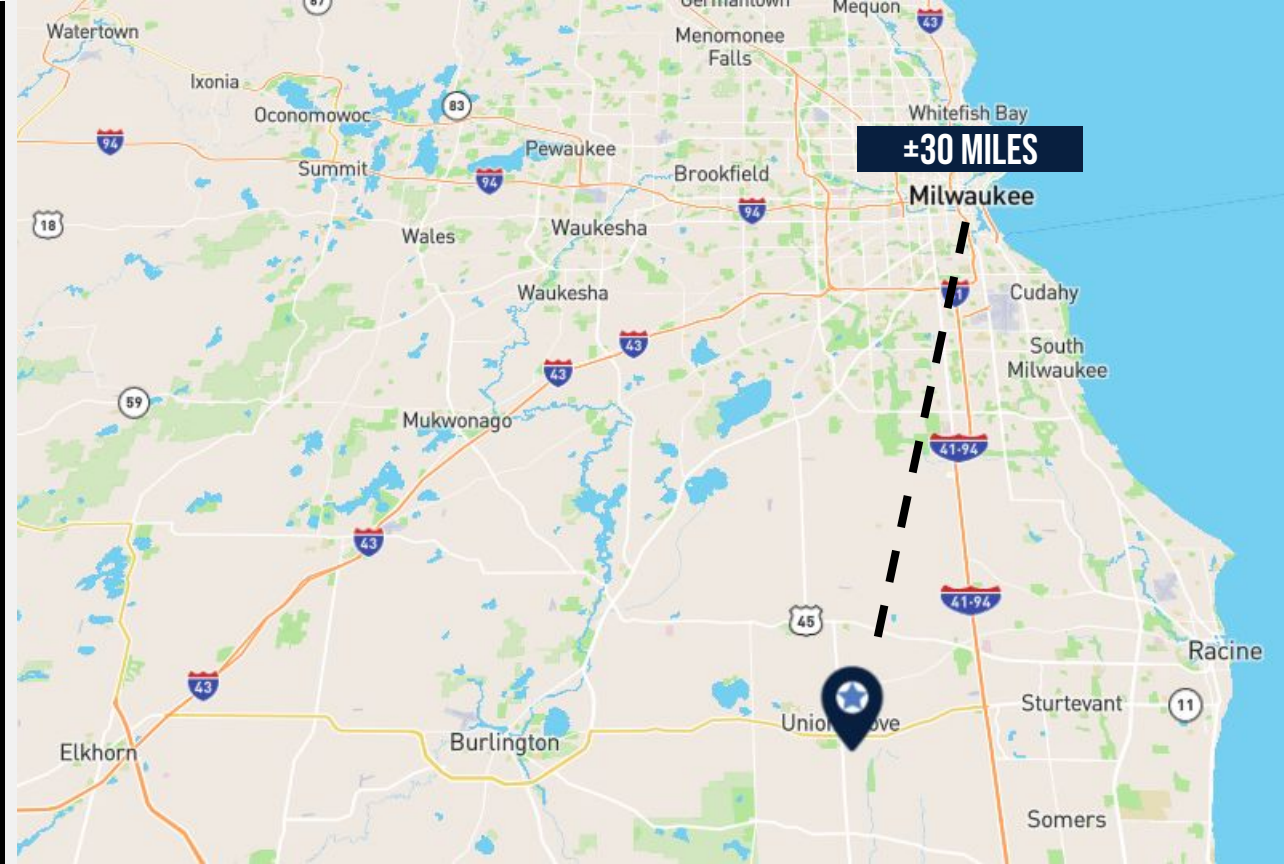 Germantown
Mequon
67
43
Watertown
Menomonee
Falls
Ixonia
83
Oconomowoc
Whitefish Bay
94
±30 MILES
Pewaukee
Summit
94
Brookfield
Milwaukee
94
18
Wales
Waukesha
Waukesha
Cudahy
43
South
Milwaukee
43
59
Mukwonago
41-94
43
41-94
45
Racine
43
Sturtevant
11
Burlington
Elkhorn
Somers